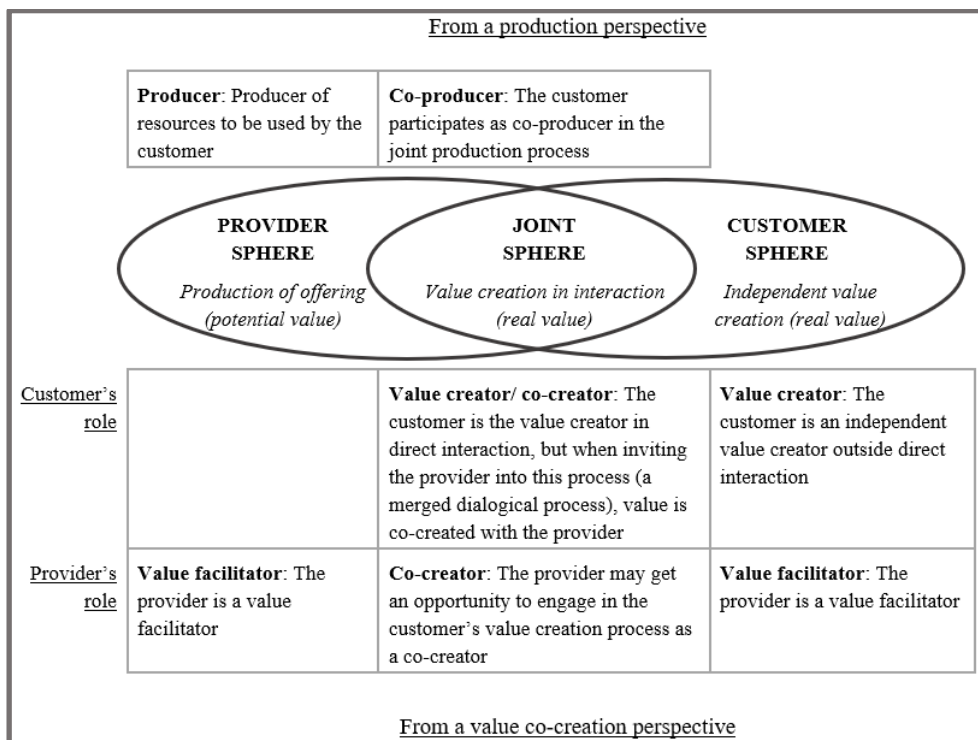 From a production perspective
Producer: Producer of
resources to be used by the
customer
Co-producer: The customer
participates as co-producer in the
joint production process
PROVIDER
SPHERE
Production of offering
(potential value)
JOINT
SPHERE
Value creation in interaction
(real value)
CUSTOMER
SPHERE
Independent value
creation (real value)
Customer's
role
Value creator/ co-creator: The
customer is the value creator in
direct interaction, but when inviting
the provider into this process (a
merged dialogical process), value is
co-created with the provider
Value creator: The
customer is an independent
value creator outside direct
interaction
Provider's
role
Value facilitator: The
provider is a value
facilitator
Co-creator: The provider may get
an opportunity to engage in the
customer's value creation process as
a co-creator
Value facilitator: The
provider is a value facilitator
From a value co-creation perspective